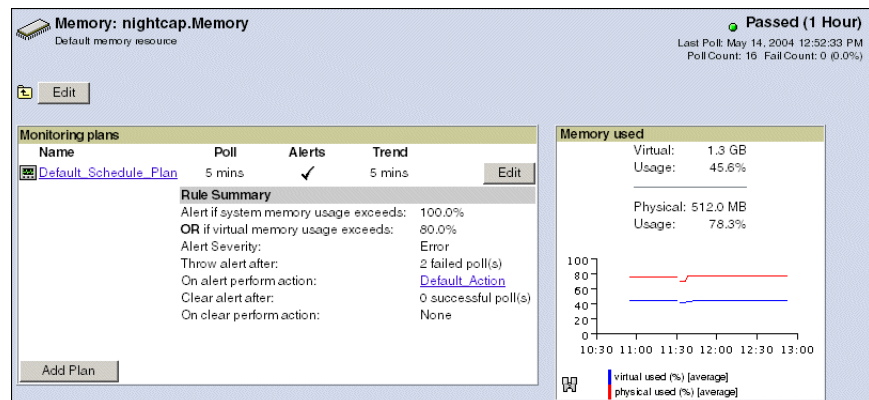 Memory: nightcap.Memory
Default memory resource
Passed (1 Hour)
Last Poll: May 14, 2004 12:52:33 PM
Poll Count: 16 Fail Count: 0 (0.0%)
Edit
Monitoring plans
Name Poll Alerts Trend
Default_Schedule_Plan 5 mins ✓ 5 mins Edit
Rule Summary
Alert if system memory usage exceeds: 100.0%
OR if virtual memory usage exceeds: 80.0%
Alert Severity: Error
Throw alert after: 2 failed poll(s)
On alert perform action: Default_Action
Clear alert after: 0 successful poll(s)
On clear perform action: None
Add Plan
Memory used
Virtual: 1.3 GB
Usage: 45.6%
Physical: 512.0 MB
Usage: 78.3%
100
80
60
40
20
0
10:30 11:00 11:30 12:00 12:30 13:00
virtual used (%) [average]
physical used (%) [average]